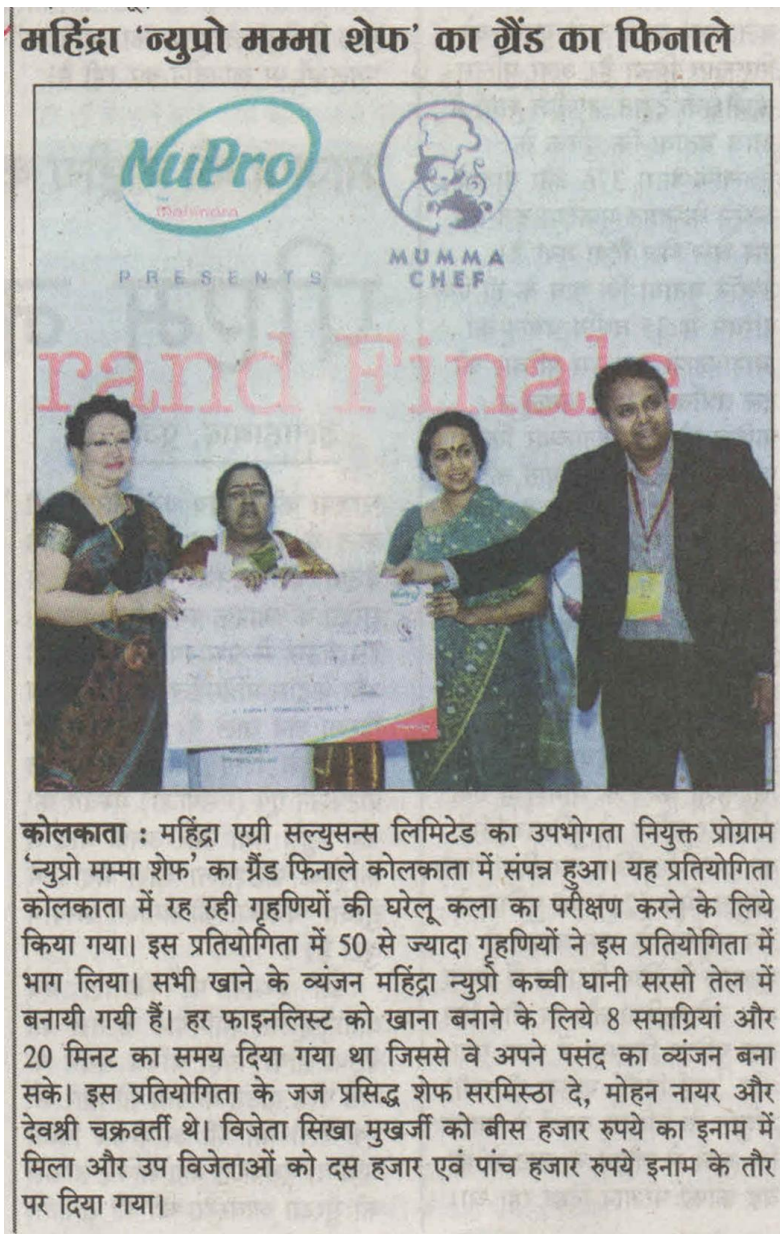 महिंद्रा ‘न्युप्रो मम्मा शेफ’ का ग्रैंड का फिनाले
NuPro
mahindra
MUMMA
CHEF
PRESENTS
rand Finale
कोलकाता : महिंद्रा एग्री सल्युसन्स लिमिटेड का उपभोगता नियुक्त प्रोग्राम
‘न्युप्रो मम्मा शेफ’ का ग्रैंड फिनाले कोलकाता में संपन्न हुआ। यह प्रतियोगिता
कोलकाता में रह रही गृहणियों की घरेलू कला का परीक्षण करने के लिये
किया गया। इस प्रतियोगिता में 50 से ज्यादा गृहणियों ने इस प्रतियोगिता में
भाग लिया। सभी खाने के व्यंजन महिंद्रा न्युप्रो कच्ची घानी सरसो तेल में
बनायी गयी हैं। हर फाइनलिस्ट को खाना बनाने के लिये 8 समाग्रियां और
20 मिनट का समय दिया गया था जिससे वे अपने पसंद का व्यंजन बना
सके। इस प्रतियोगिता के जज प्रसिद्ध शेफ सरमिस्ठा दे, मोहन नायर और
देवश्री चक्रवर्ती थे। विजेता सिखा मुखर्जी को बीस हजार रुपये का इनाम में
मिला और उप विजेताओं को दस हजार एवं पांच हजार रुपये इनाम के तौर
पर दिया गया।